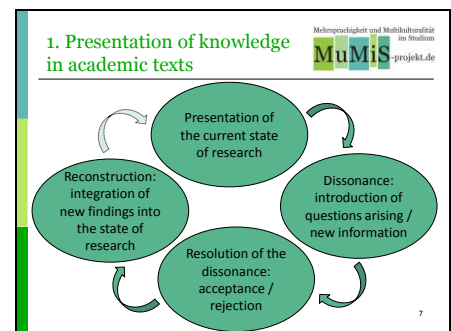 1. Presentation of knowledge
in academic texts
Mehrsprachigkeit und Multikulturalität
im Studium
MuMiS-projekt.de
Presentation of
the current state
of research
Dissonance:
introduction of
questions arising /
new information
Resolution of the
dissonance:
acceptance /
rejection
Reconstruction:
integration of
new findings into
the state of
research
7